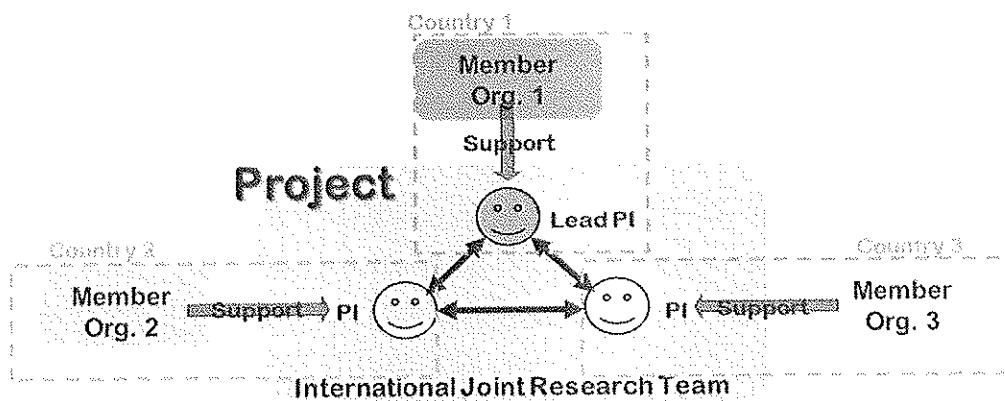 Country 1
Member
Org. 1
Support
Project
Lead PI
Country 2
Country 3
Member
Org. 2
Support
PI
PI
Support
Member
Org. 3
International Joint Research Team